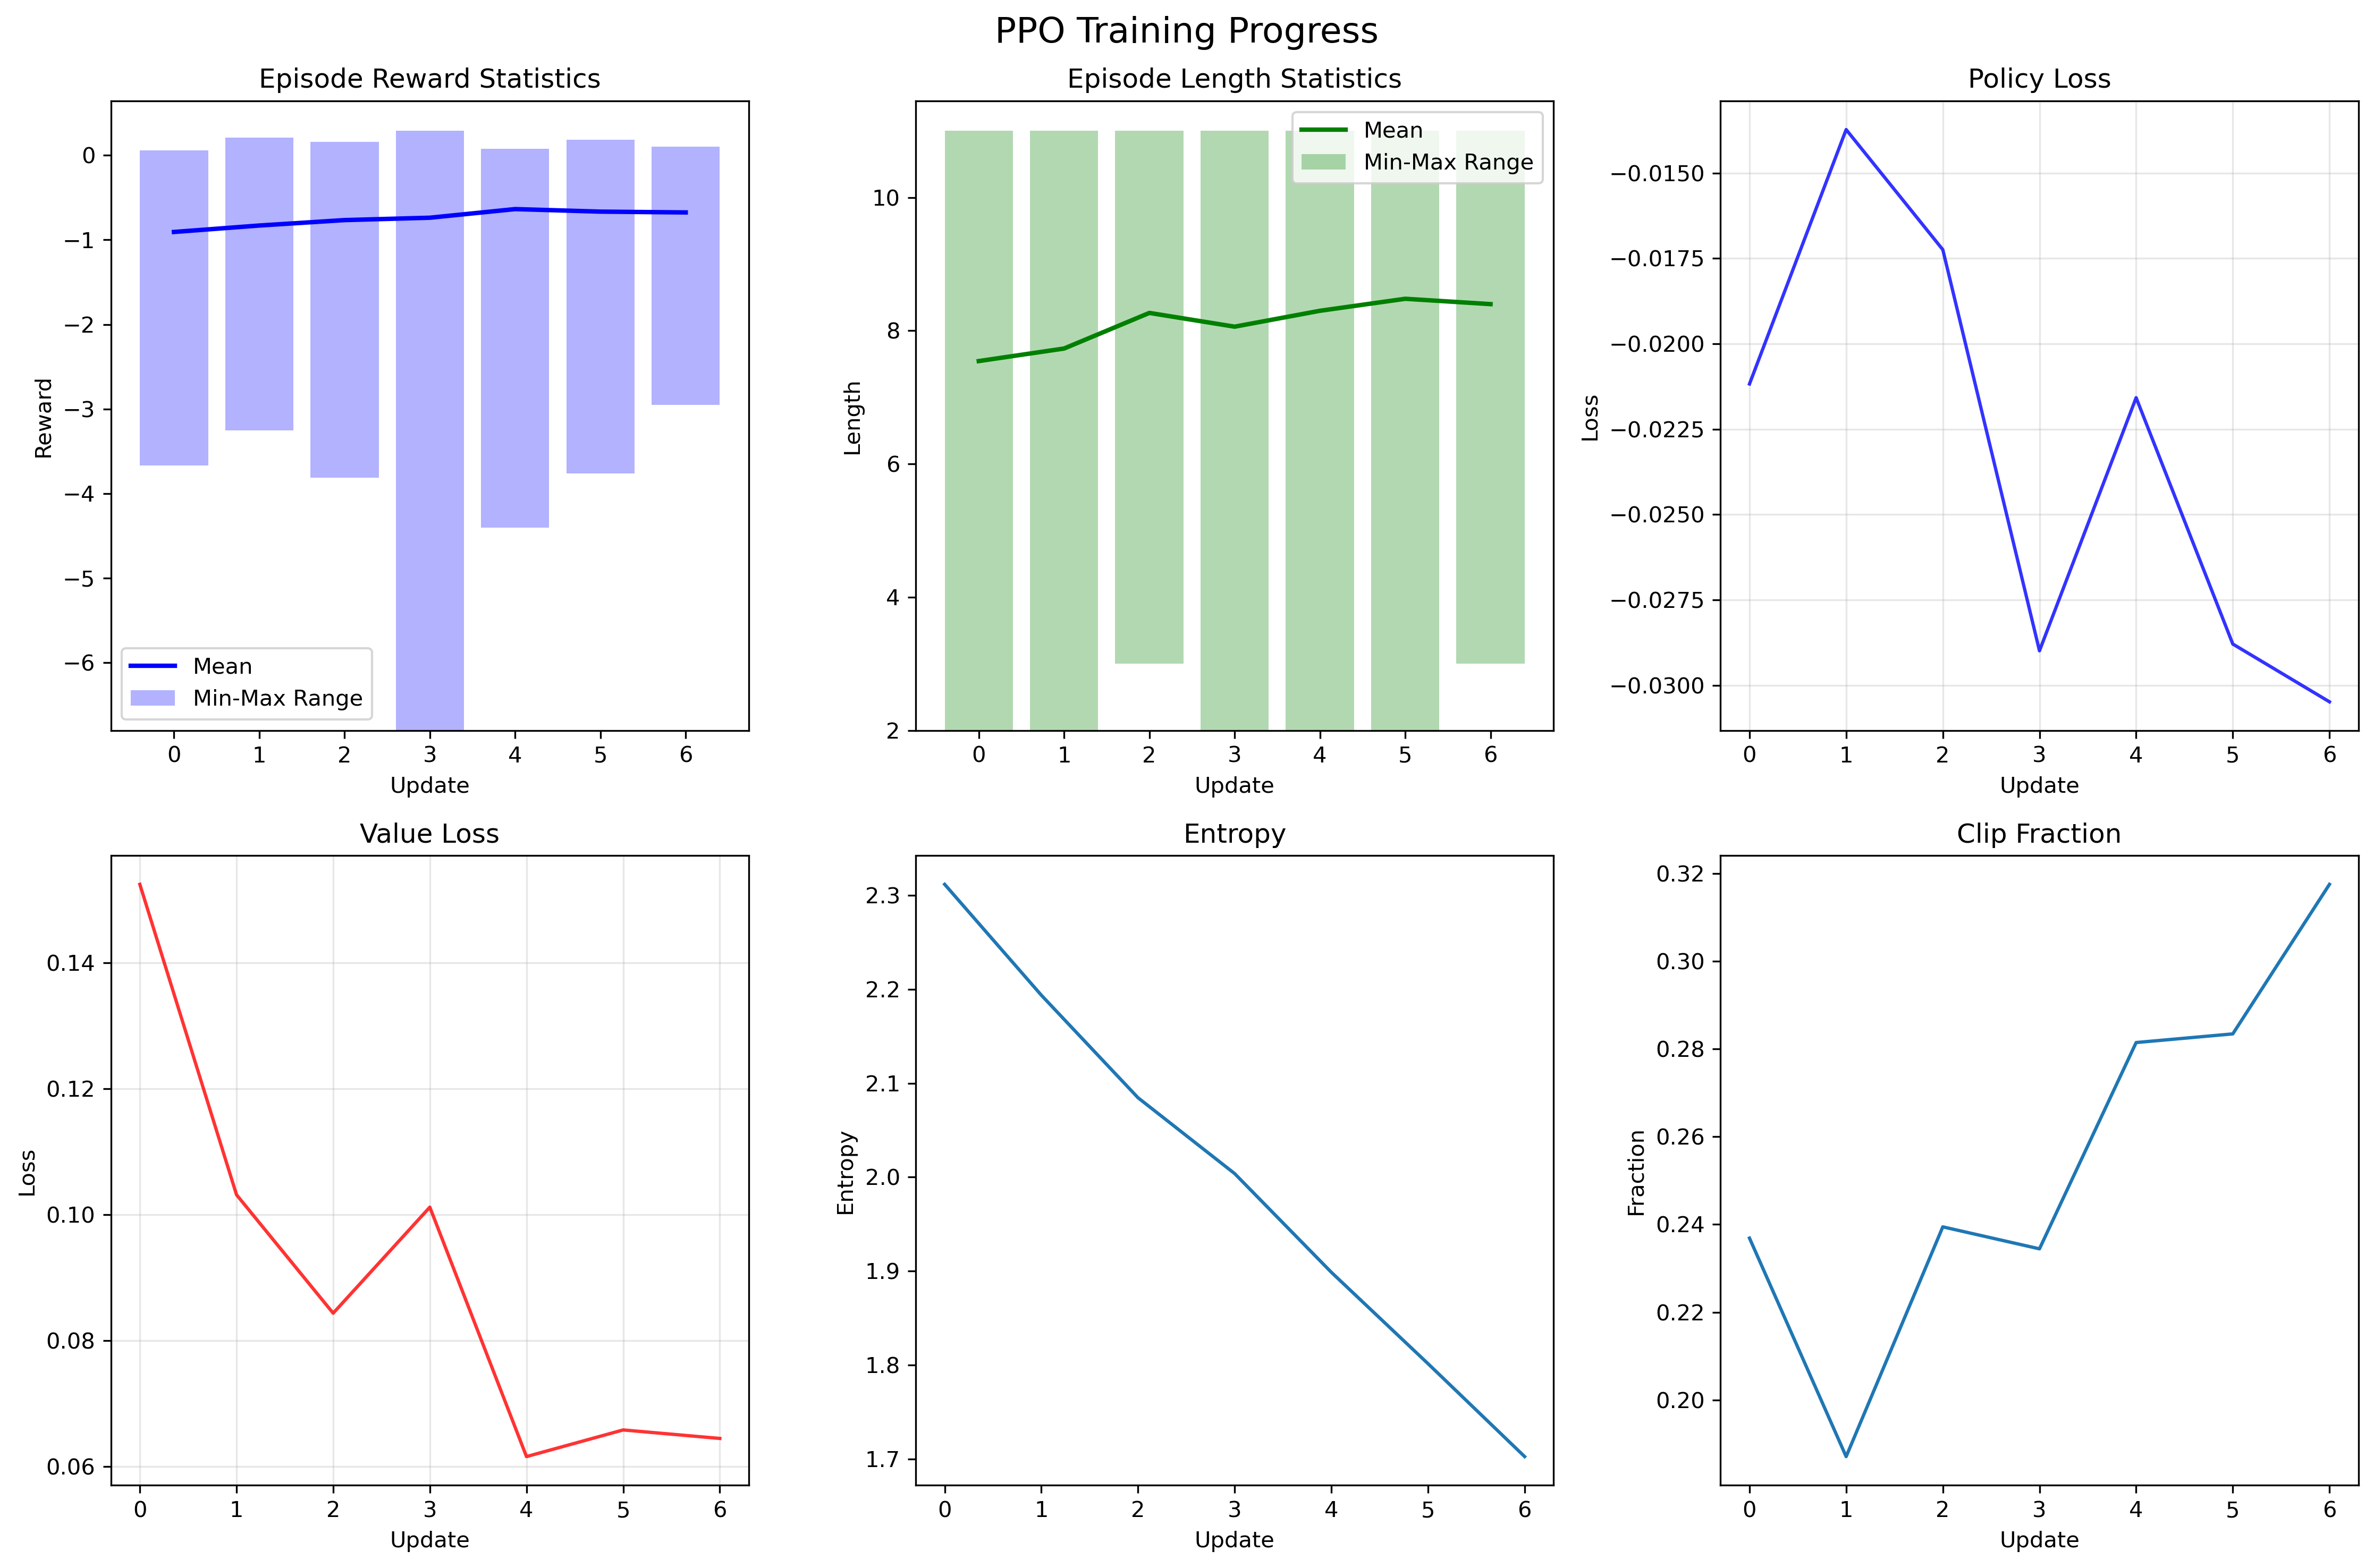 PPO Training Progress
Episode Reward Statistics
Reward
0
−1
−2
−3
−4
−5
−6
Mean
Min-Max Range
0 1 2 3 4 5 6
Update
Episode Length Statistics
Length
10
8
6
4
2
Mean
Min-Max Range
0 1 2 3 4 5 6
Update
Policy Loss
Loss
−0.0150
−0.0175
−0.0200
−0.0225
−0.0250
−0.0275
−0.0300
0 1 2 3 4 5 6
Update
Value Loss
Loss
0.14
0.12
0.10
0.08
0.06
0 1 2 3 4 5 6
Update
Entropy
Entropy
2.3
2.2
2.1
2.0
1.9
1.8
1.7
0 1 2 3 4 5 6
Update
Clip Fraction
Fraction
0.32
0.30
0.28
0.26
0.24
0.22
0.20
0 1 2 3 4 5 6
Update